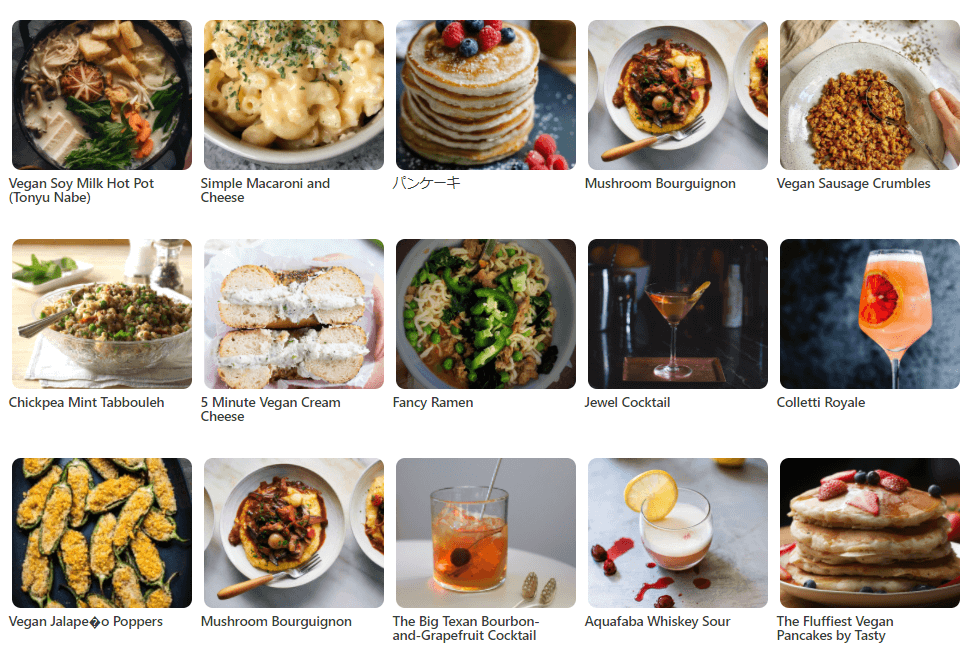 Vegan Soy Milk Hot Pot
(Tonyu Nabe)
Simple Macaroni and
Cheese
パンケーキ
Mushroom Bourguignon
Vegan Sausage Crumbles
Chickpea Mint Tabbouleh
5 Minute Vegan Cream
Cheese
Fancy Ramen
Jewel Cocktail
Colletti Royale
Vegan Jalape�o Poppers
Mushroom Bourguignon
The Big Texan Bourbon-
and-Grapefruit Cocktail
Aquafaba Whiskey Sour
The Fluffiest Vegan
Pancakes by Tasty